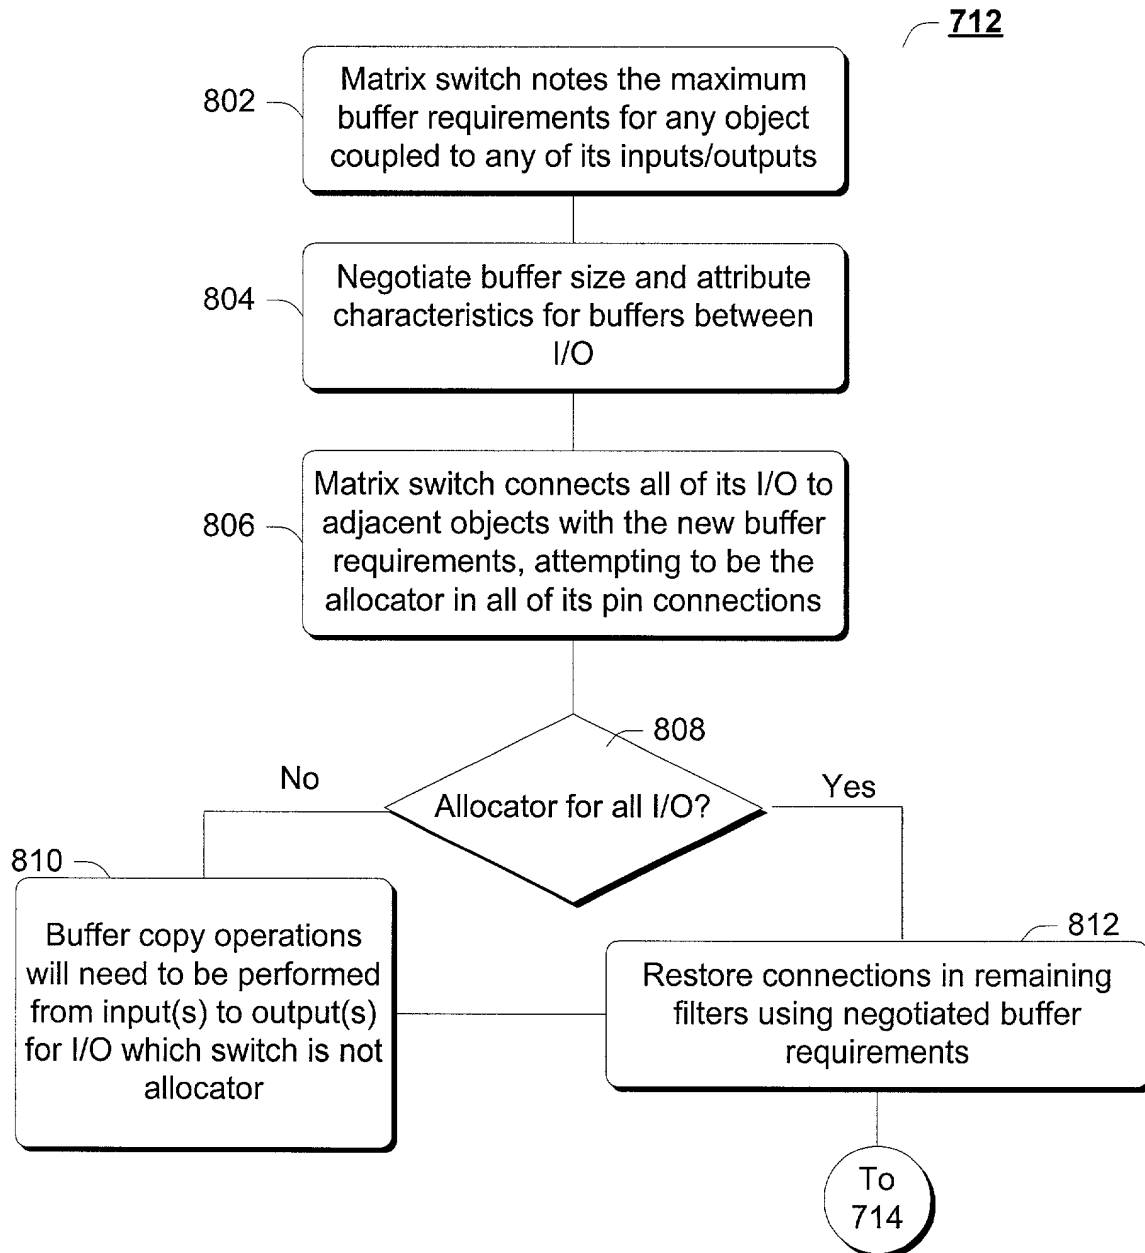 712
802
Matrix switch notes the maximum
buffer requirements for any object
coupled to any of its inputs/outputs
804
Negotiate buffer size and attribute
characteristics for buffers between
I/O
806
Matrix switch connects all of its I/O to
adjacent objects with the new buffer
requirements, attempting to be the
allocator in all of its pin connections
808
No
Allocator for all I/O?
Yes
810
Buffer copy operations
will need to be performed
from input(s) to output(s)
for I/O which switch is not
allocator
812
Restore connections in remaining
filters using negotiated buffer
requirements
To
714